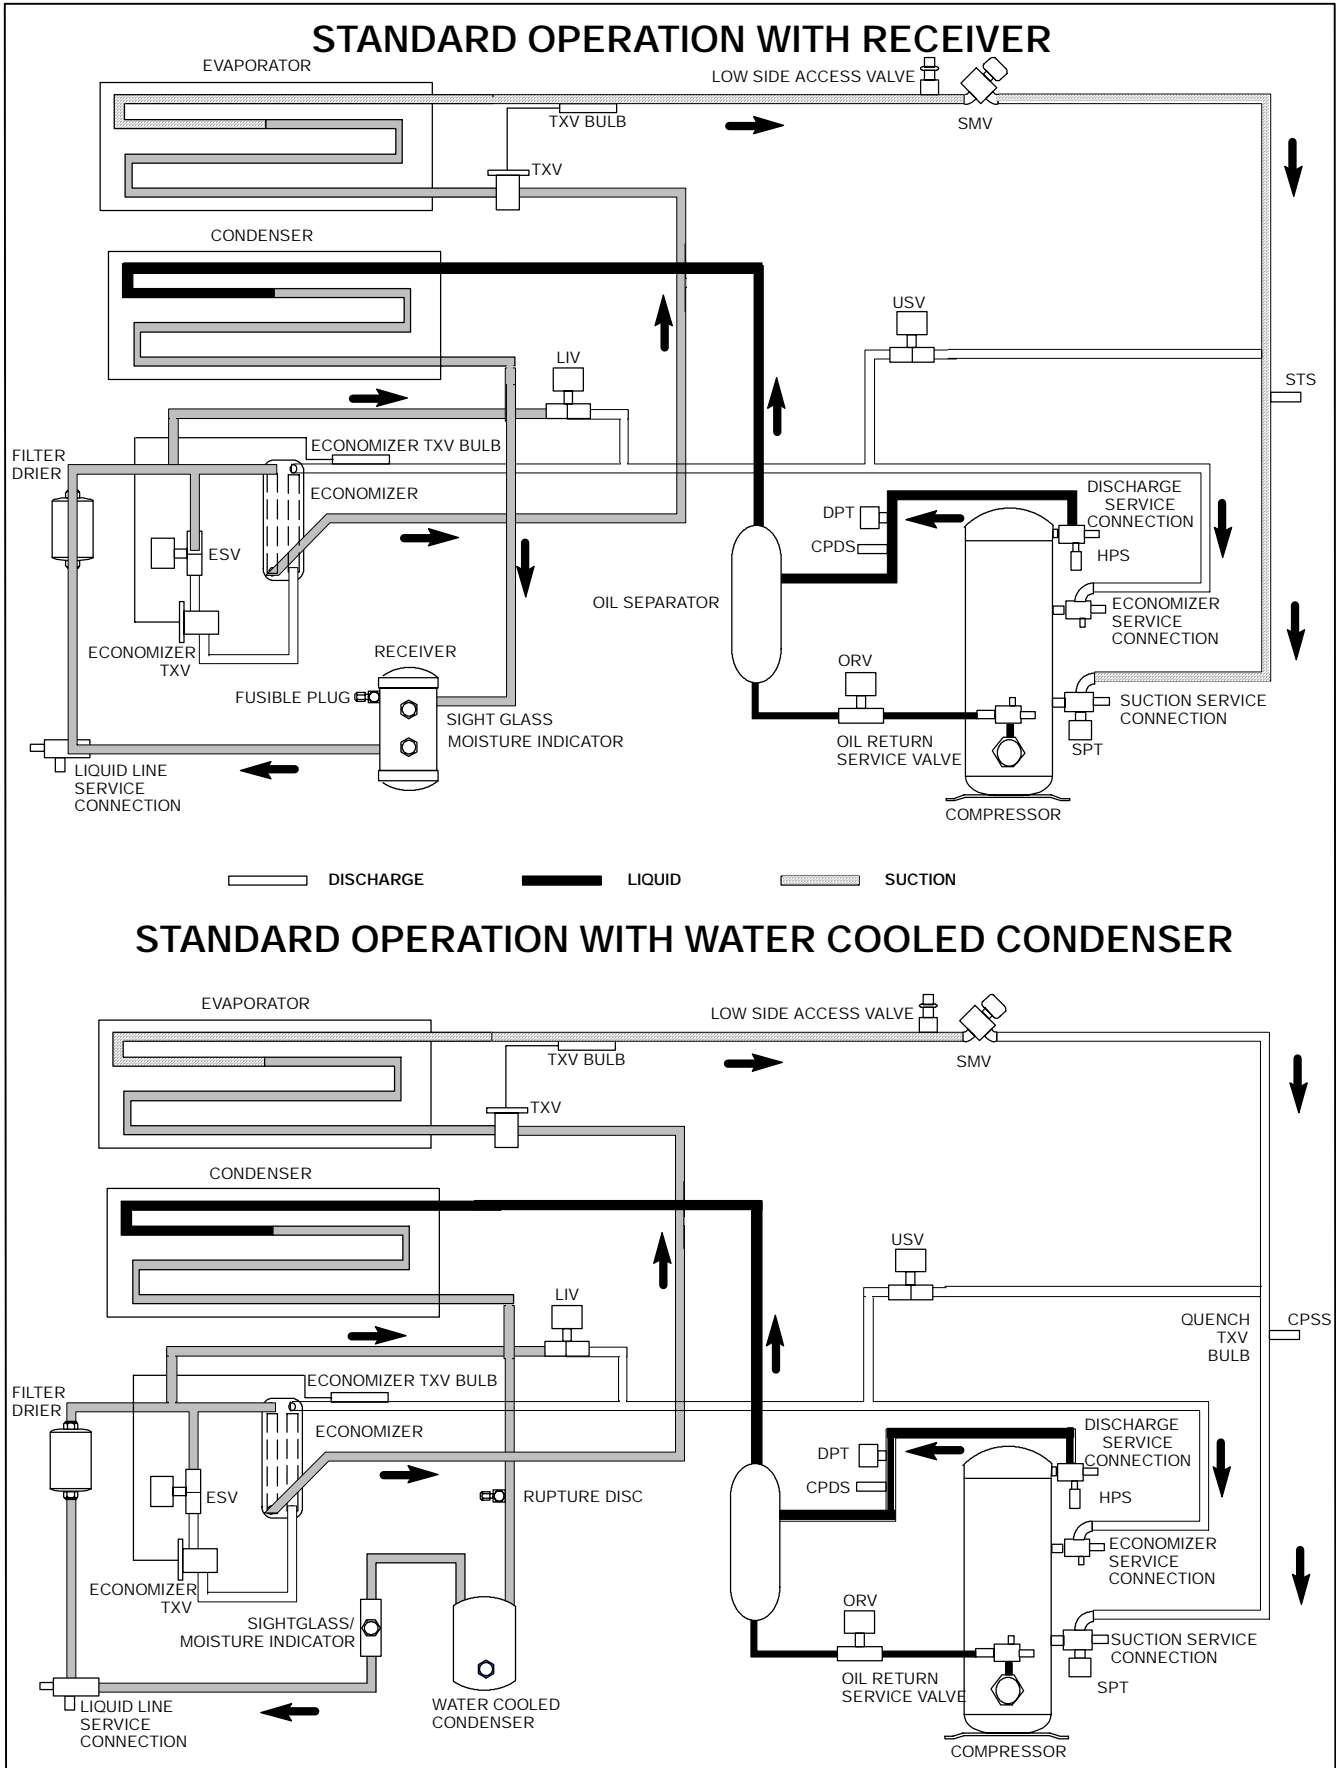 STANDARD OPERATION WITH RECEIVER
EVAPORATOR
LOW SIDE ACCESS VALVE
TXV BULB
SMV
TXV
CONDENSER
USV
LIV
STS
ECONOMIZER TXV BULB
FILTER
DRIER
ECONOMIZER
DISCHARGE
SERVICE
CONNECTION
DPT
CPDS
ESV
HPS
OIL SEPARATOR
ECONOMIZER
SERVICE
CONNECTION
ECONOMIZER
TXV
RECEIVER
ORV
FUSIBLE PLUG
SUCTION SERVICE
CONNECTION
SIGHT GLASS
MOISTURE INDICATOR
OIL RETURN
SERVICE VALVE
SPT
LIQUID LINE
SERVICE
CONNECTION
COMPRESSOR
DISCHARGE
LIQUID
SUCTION
STANDARD OPERATION WITH WATER COOLED CONDENSER
EVAPORATOR
LOW SIDE ACCESS VALVE
TXV BULB
SMV
TXV
CONDENSER
USV
LIV
QUENCH
TXV
BULB
CPSS
ECONOMIZER TXV BULB
FILTER
DRIER
ECONOMIZER
DISCHARGE
SERVICE
CONNECTION
DPT
CPDS
ESV
RUPTURE DISC
HPS
ECONOMIZER
SERVICE
CONNECTION
ECONOMIZER
TXV
ORV
SIGHTGLASS/
MOISTURE INDICATOR
SUCTION SERVICE
CONNECTION
OIL RETURN
SERVICE VALVE
SPT
LIQUID LINE
SERVICE
CONNECTION
WATER COOLED
CONDENSER
COMPRESSOR